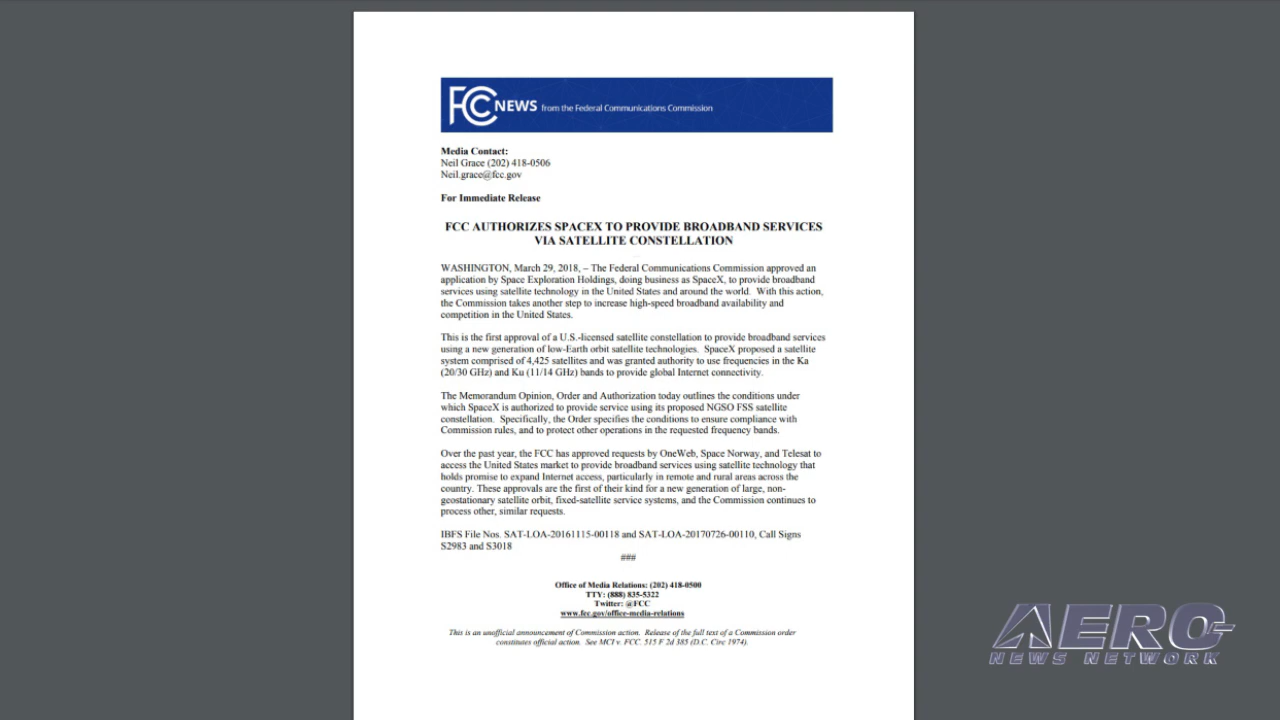 FCC NEWS from the Federal Communications Commission
Media Contact:
Neil Grace (202) 418-0506
Neil.grace@fcc.gov
For Immediate Release
FCC AUTHORIZES SPACEX TO PROVIDE BROADBAND SERVICES
VIA SATELLITE CONSTELLATION
WASHINGTON, March 29, 2018, – The Federal Communications Commission approved an
application by Space Exploration Holdings, doing business as SpaceX, to provide broadband
services using satellite technology in the United States and around the world.  With this action,
the Commission takes another step to increase high-speed broadband availability and
competition in the United States.
This is the first approval of a U.S.-licensed satellite constellation to provide broadband services
using a new generation of low-Earth orbit satellite technologies.  SpaceX proposed a satellite
system comprised of 4,425 satellites and was granted authority to use frequencies in the Ka
(20/30 GHz) and Ku (11/14 GHz) bands to provide global Internet connectivity.
The Memorandum Opinion, Order and Authorization today outlines the conditions under
which SpaceX is authorized to provide service using its proposed NGSO FSS satellite
constellation.  Specifically, the Order specifies the conditions to ensure compliance with
Commission rules, and to protect other operations in the requested frequency bands.
Over the past year, the FCC has approved requests by OneWeb, Space Norway, and Telesat to
access the United States market to provide broadband services using satellite technology that
holds promise to expand Internet access, particularly in remote and rural areas across the
country. These approvals are the first of their kind for a new generation of large, non-
geostationary satellite orbit, fixed-satellite service systems, and the Commission continues to
process other, similar requests.
IBFS File Nos. SAT-LOA-20161115-00118 and SAT-LOA-20170726-00110, Call Signs
S2983 and S3018
###
Office of Media Relations: (202) 418-0500
TTY: (888) 835-5322
Twitter: @FCC
www.fcc.gov/office-media-relations
This is an unofficial announcement of Commission action.  Release of the full text of a Commission order
constitutes official action.  See MCI v. FCC. 515 F 2d 385 (D.C. Circ 1974).
AERO
NEWS NETWORK